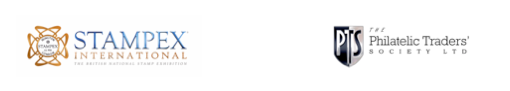 STAMPEX
INTERNATIONAL
THE BRITISH NATIONAL STAMP EXHIBITION
PTS
THE
Philatelic Traders'
SOCIETY LTD